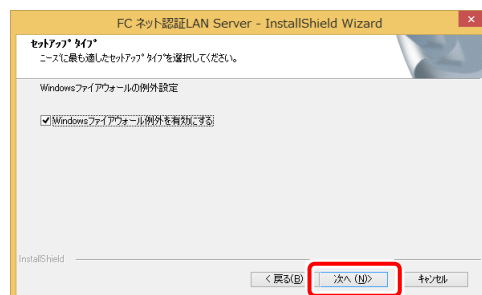 FC ネット認証LAN Server - InstallShield Wizard
セットアップ タイプ
ニーズに最も適したセットアップ タイプを選択してください。
Windowsファイアウォールの例外設定
Windowsファイアウォール例外を有効にする
InstallShield
< 戻る(B) 次へ (N)> キャンセル